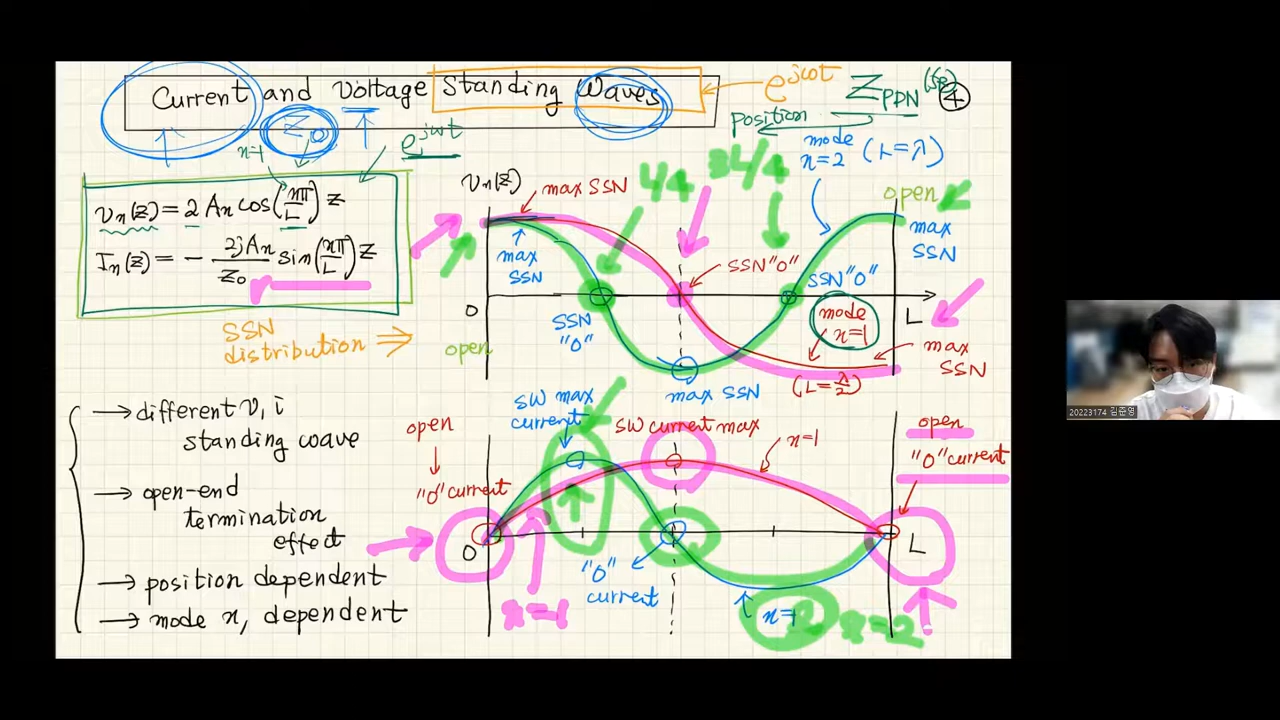 Current and Voltage Standing Waves
e^jωt
Z_PDN (f) ④
Z₀
n=1
e^jωt
position
mode n=2 (L=λ)
Vn(z) = 2 An cos(nπ/L) z
In(z) = - 2jAn/Z₀ sin(nπ/L) z
SSN
distribution ⇒
Vn(z)
max SSN
1/4
3L/4
open
max
SSN
max
SSN
SSN "0"
SSN "0"
0
L
SSN
"0"
mode
n=1
open
max
SSN
max SSN
(L=λ/2)
→ different v, i
standing wave
→ open-end
termination
effect
→ position dependent
→ mode n, dependent
open
"0" current
SW max
current
SW current max
n=1
open
"0" current
0
L
"0"
current
n=1
n=1
2
n=2
20223174 김준영